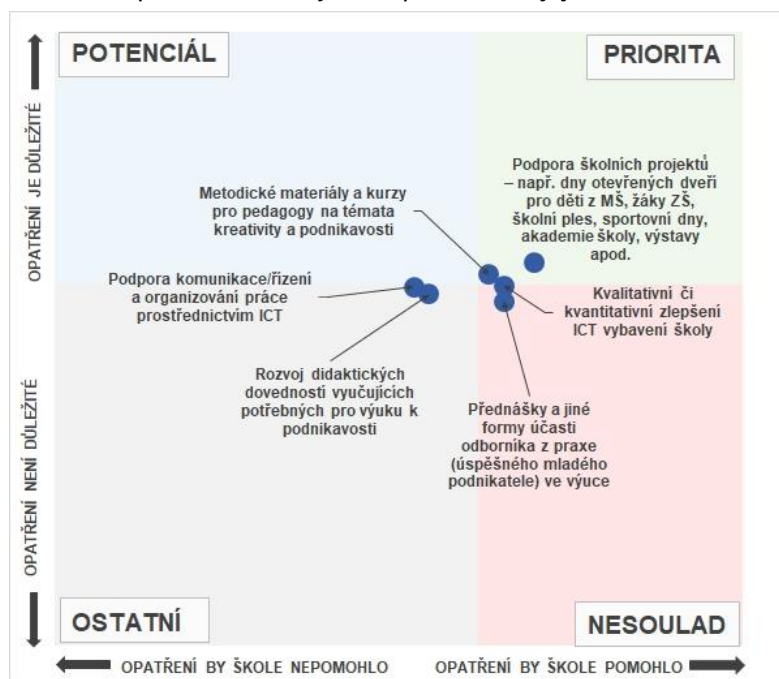 POTENCIÁL
PRIORITA
OPATŘENÍ JE DŮLEŽITÉ
OPATŘENÍ NENÍ DŮLEŽITÉ
Metodické materiály a kurzy
pro pedagogy na témata
kreativity a podnikavosti
Podpora školních projektů
– např. dny otevřených dveří
pro děti z MŠ, žáky ZŠ,
školní ples, sportovní dny,
akademie školy, výstavy
apod.
Podpora komunikace/řízení
a organizování práce
prostřednictvím ICT
Kvalitativní či
kvantitativní zlepšení
ICT vybavení školy
Rozvoj didaktických
dovedností vyučujících
potřebných pro výuku k
podnikavosti
Přednášky a jiné
formy účasti
odborníka z praxe
(úspěšného mladého
podnikatele) ve výuce
OSTATNÍ
NESOULAD
OPATŘENÍ BY ŠKOLE NEPOMOHLO
OPATŘENÍ BY ŠKOLE POMOHLO